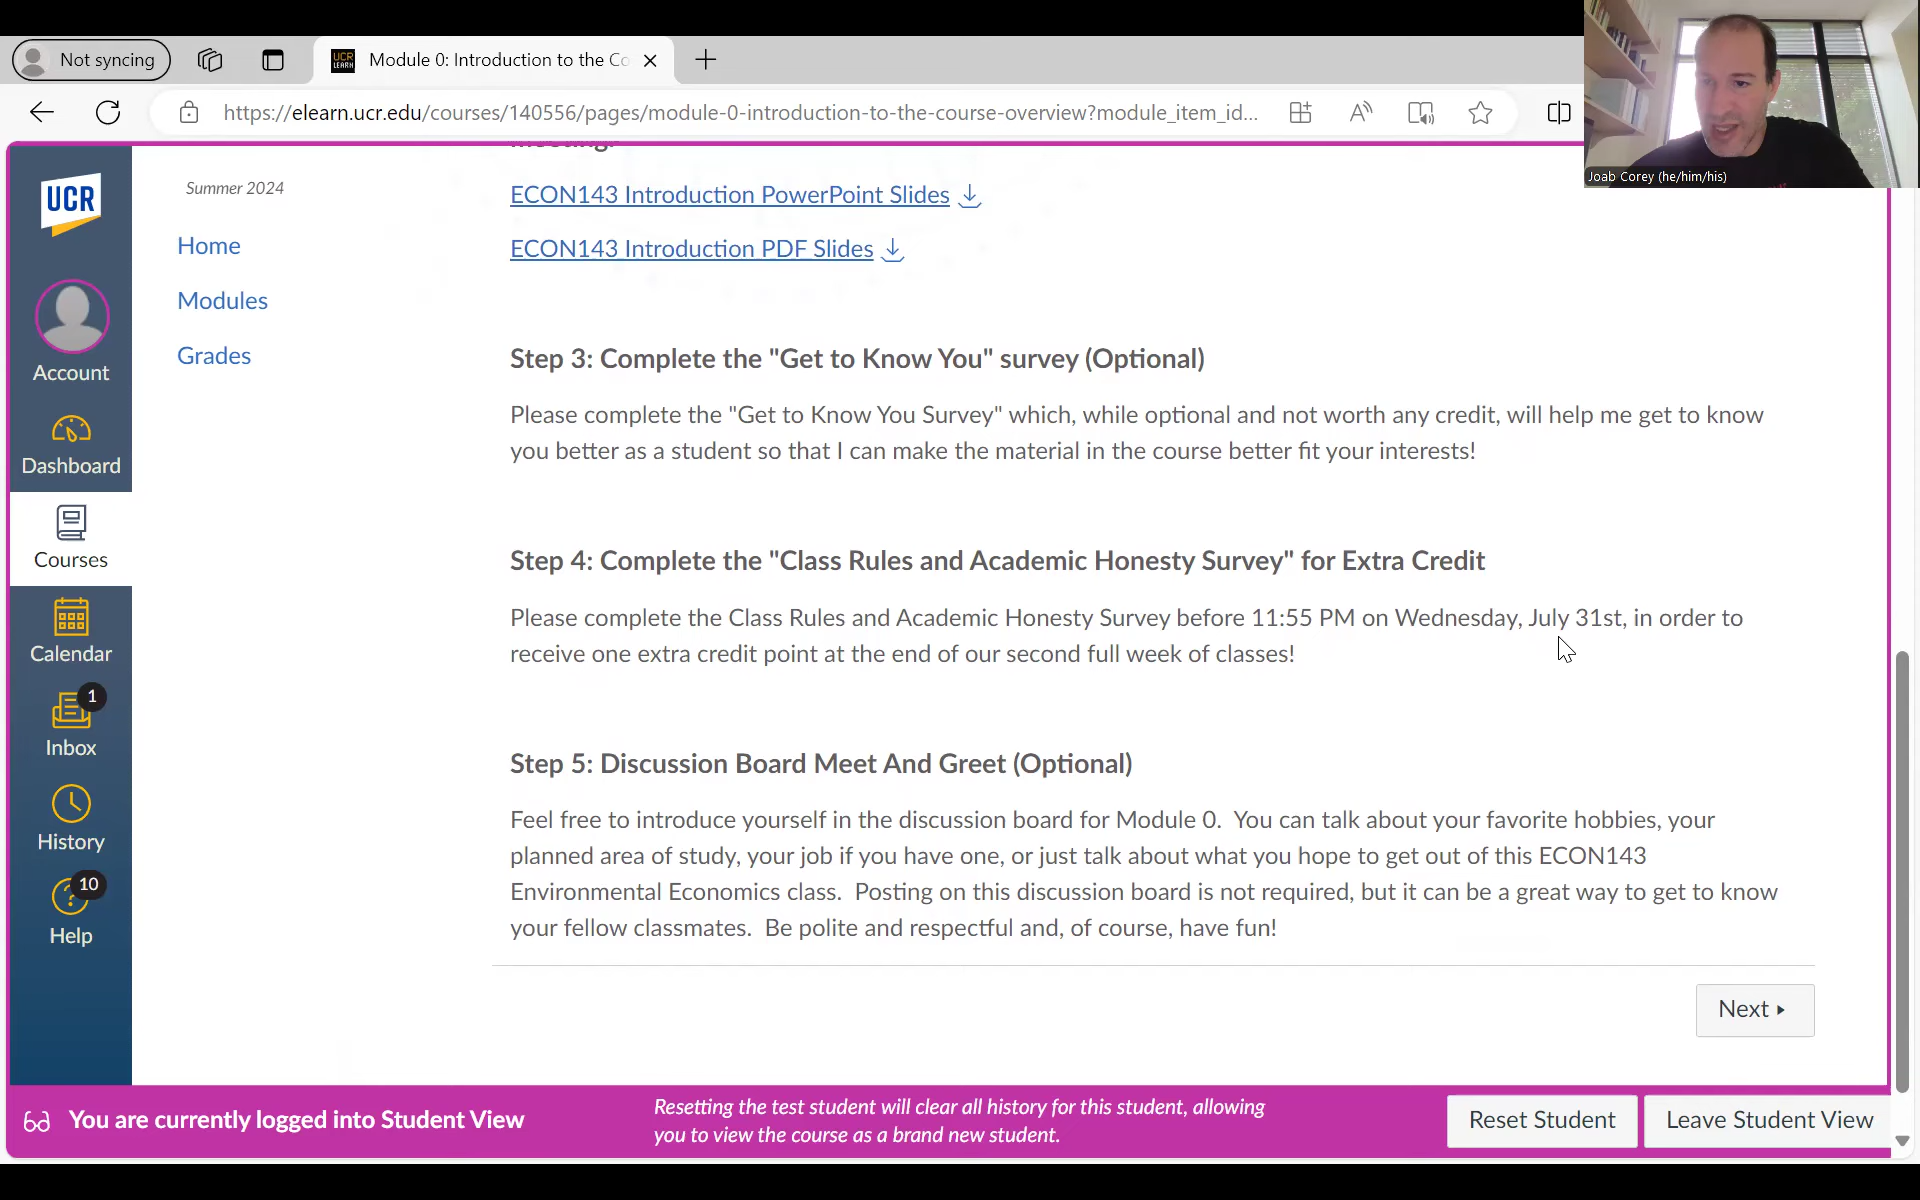 Not syncing
Module 0: Introduction to the Co
https://elearn.ucr.edu/courses/140556/pages/module-0-introduction-to-the-course-overview?module_item_id...
Joab Corey (he/him/his)
UCR
Account
Dashboard
Courses
Calendar
1
Inbox
History
10
Help
Summer 2024
Home
Modules
Grades
meeting.
ECON143 Introduction PowerPoint Slides
ECON143 Introduction PDF Slides
Step 3: Complete the "Get to Know You" survey (Optional)
Please complete the "Get to Know You Survey" which, while optional and not worth any credit, will help me get to know
you better as a student so that I can make the material in the course better fit your interests!
Step 4: Complete the "Class Rules and Academic Honesty Survey" for Extra Credit
Please complete the Class Rules and Academic Honesty Survey before 11:55 PM on Wednesday, July 31st, in order to
receive one extra credit point at the end of our second full week of classes!
Step 5: Discussion Board Meet And Greet (Optional)
Feel free to introduce yourself in the discussion board for Module 0.  You can talk about your favorite hobbies, your
planned area of study, your job if you have one, or just talk about what you hope to get out of this ECON143
Environmental Economics class.  Posting on this discussion board is not required, but it can be a great way to get to know
your fellow classmates.  Be polite and respectful and, of course, have fun!
Next
You are currently logged into Student View
Resetting the test student will clear all history for this student, allowing
you to view the course as a brand new student.
Reset Student
Leave Student View